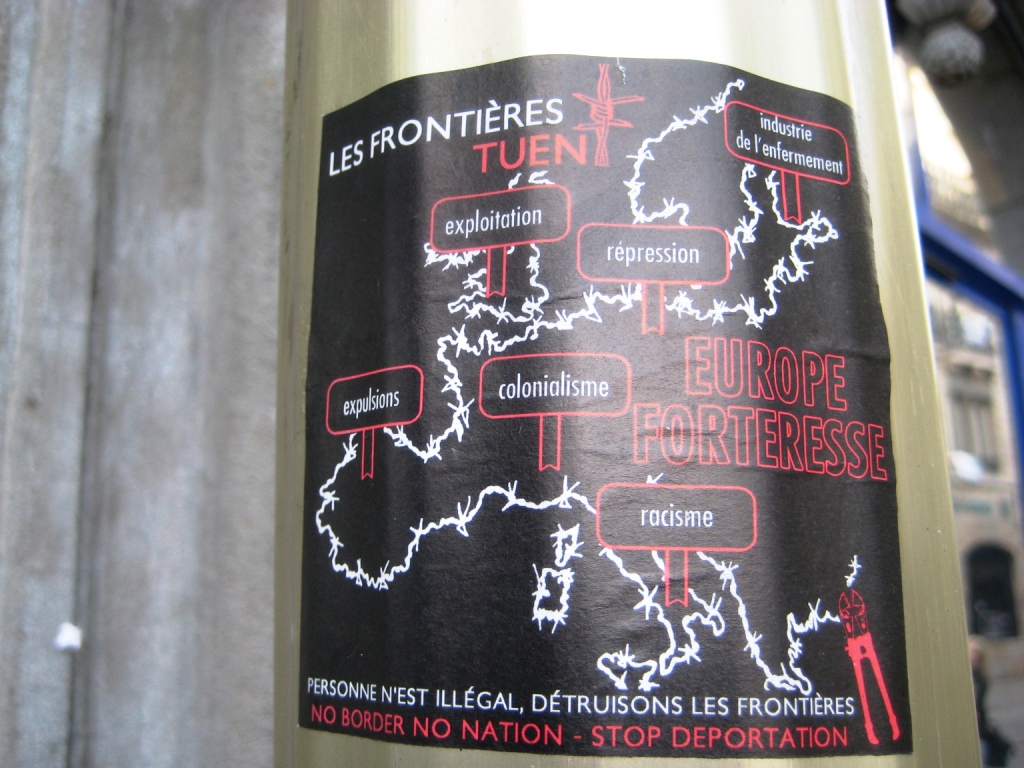 LES FRONTIÈRES
TUEN
industrie
de l'enfermement
exploitation
répression
EUROPE
FORTERESSE
expulsions
colonialisme
racisme
PERSONNE N'EST ILLÉGAL, DÉTRUISONS LES FRONTIÈRES
NO BORDER NO NATION - STOP DEPORTATION